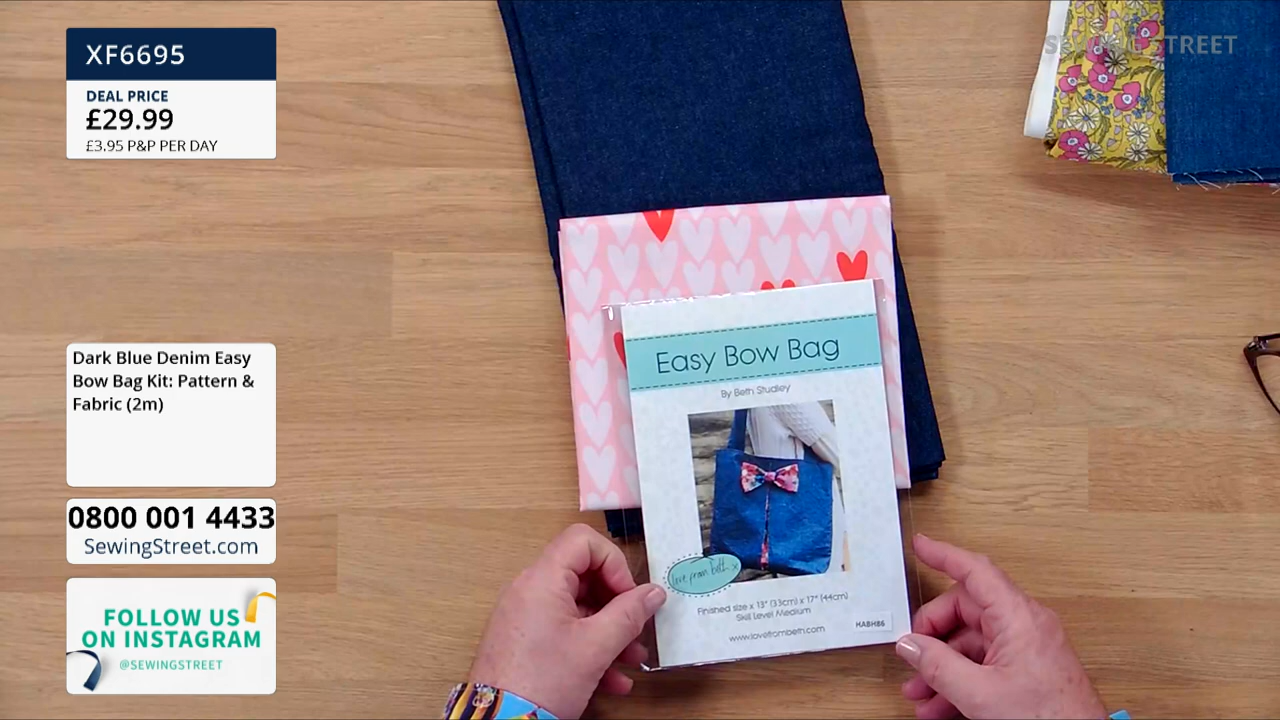 XF6695
DEAL PRICE
£29.99
£3.95 P&P PER DAY
Dark Blue Denim Easy
Bow Bag Kit: Pattern &
Fabric (2m)
0800 001 4433
SewingStreet.com
FOLLOW US
ON INSTAGRAM
@SEWINGSTREET
SEWING STREET
Easy Bow Bag
By Beth Studley
love from beth x
Finished size x 13" (33cm) x 17" (44cm)
Skill Level Medium
www.lovefrombeth.com
HABH86